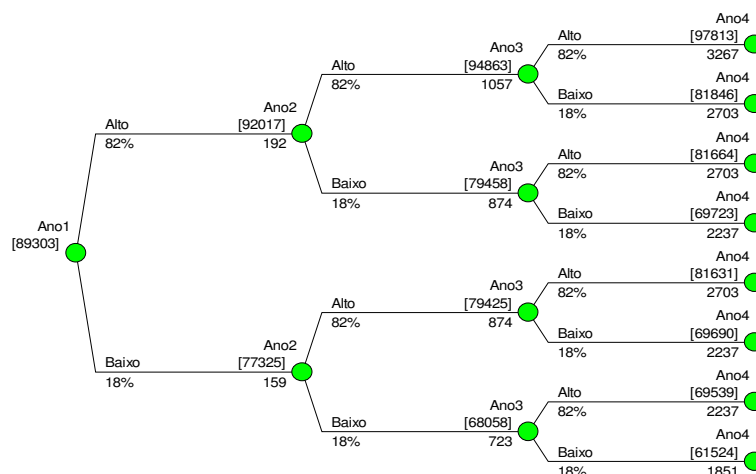 Ano4
Alto [97813]
82% 3267
Ano3
Alto [94863]
82% 1057
Ano4
Baixo [81846]
18% 2703
Ano2
Alto [92017]
82% 192
Ano4
Alto [81664]
82% 2703
Ano3
Baixo [79458]
18% 874
Ano4
Baixo [69723]
18% 2237
Ano1
[89303]
Ano4
Alto [81631]
82% 2703
Ano3
Alto [79425]
82% 874
Ano4
Baixo [69690]
18% 2237
Ano2
Baixo [77325]
18% 159
Ano4
Alto [69539]
82% 2237
Ano3
Baixo [68058]
18% 723
Ano4
Baixo [61524]
18% 1851